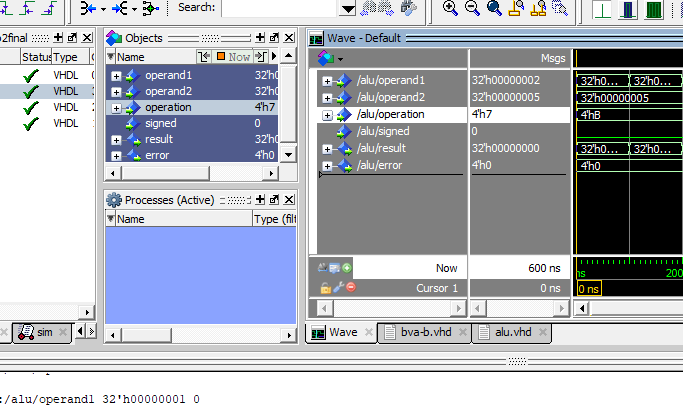 Search:
o2final
Status Type
VHDL
VHDL
VHDL
VHDL
sim
Objects
Name Now
operand1 32'h0
operand2 32'h0
operation 4'h7
signed 0
result 32'h0
error 4'h0
Processes (Active)
Name Type (filt
Wave - Default
Msgs
/alu/operand1 32'h00000002 32'h0... 32'h0...
/alu/operand2 32'h00000005 32'h00000005
/alu/operation 4'h7 4'hB
/alu/signed 0
/alu/result 32'h00000000 32'h0... 32'h0...
/alu/error 4'h0 4'h0
Now 600 ns ns 200
Cursor 1 0 ns 0 ns
Wave bva-b.vhd alu.vhd
:/alu/operand1 32'h00000001 0